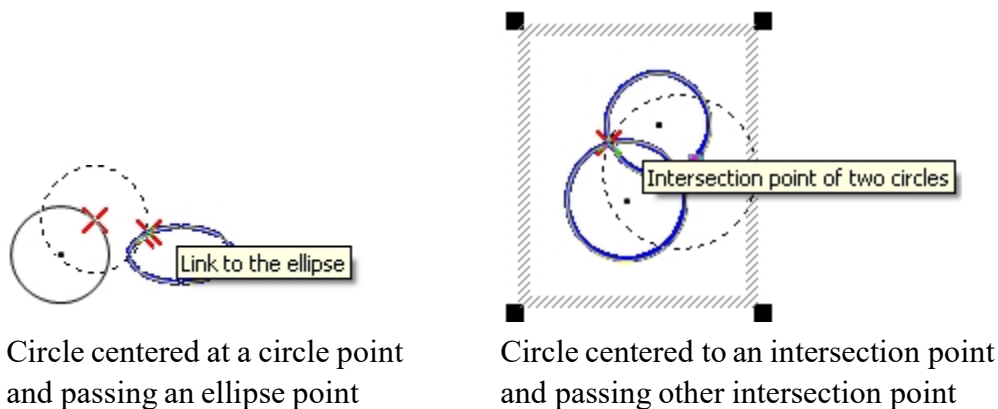 Link to the ellipse
Intersection point of two circles
Circle centered at a circle point
and passing an ellipse point
Circle centered to an intersection point
and passing other intersection point